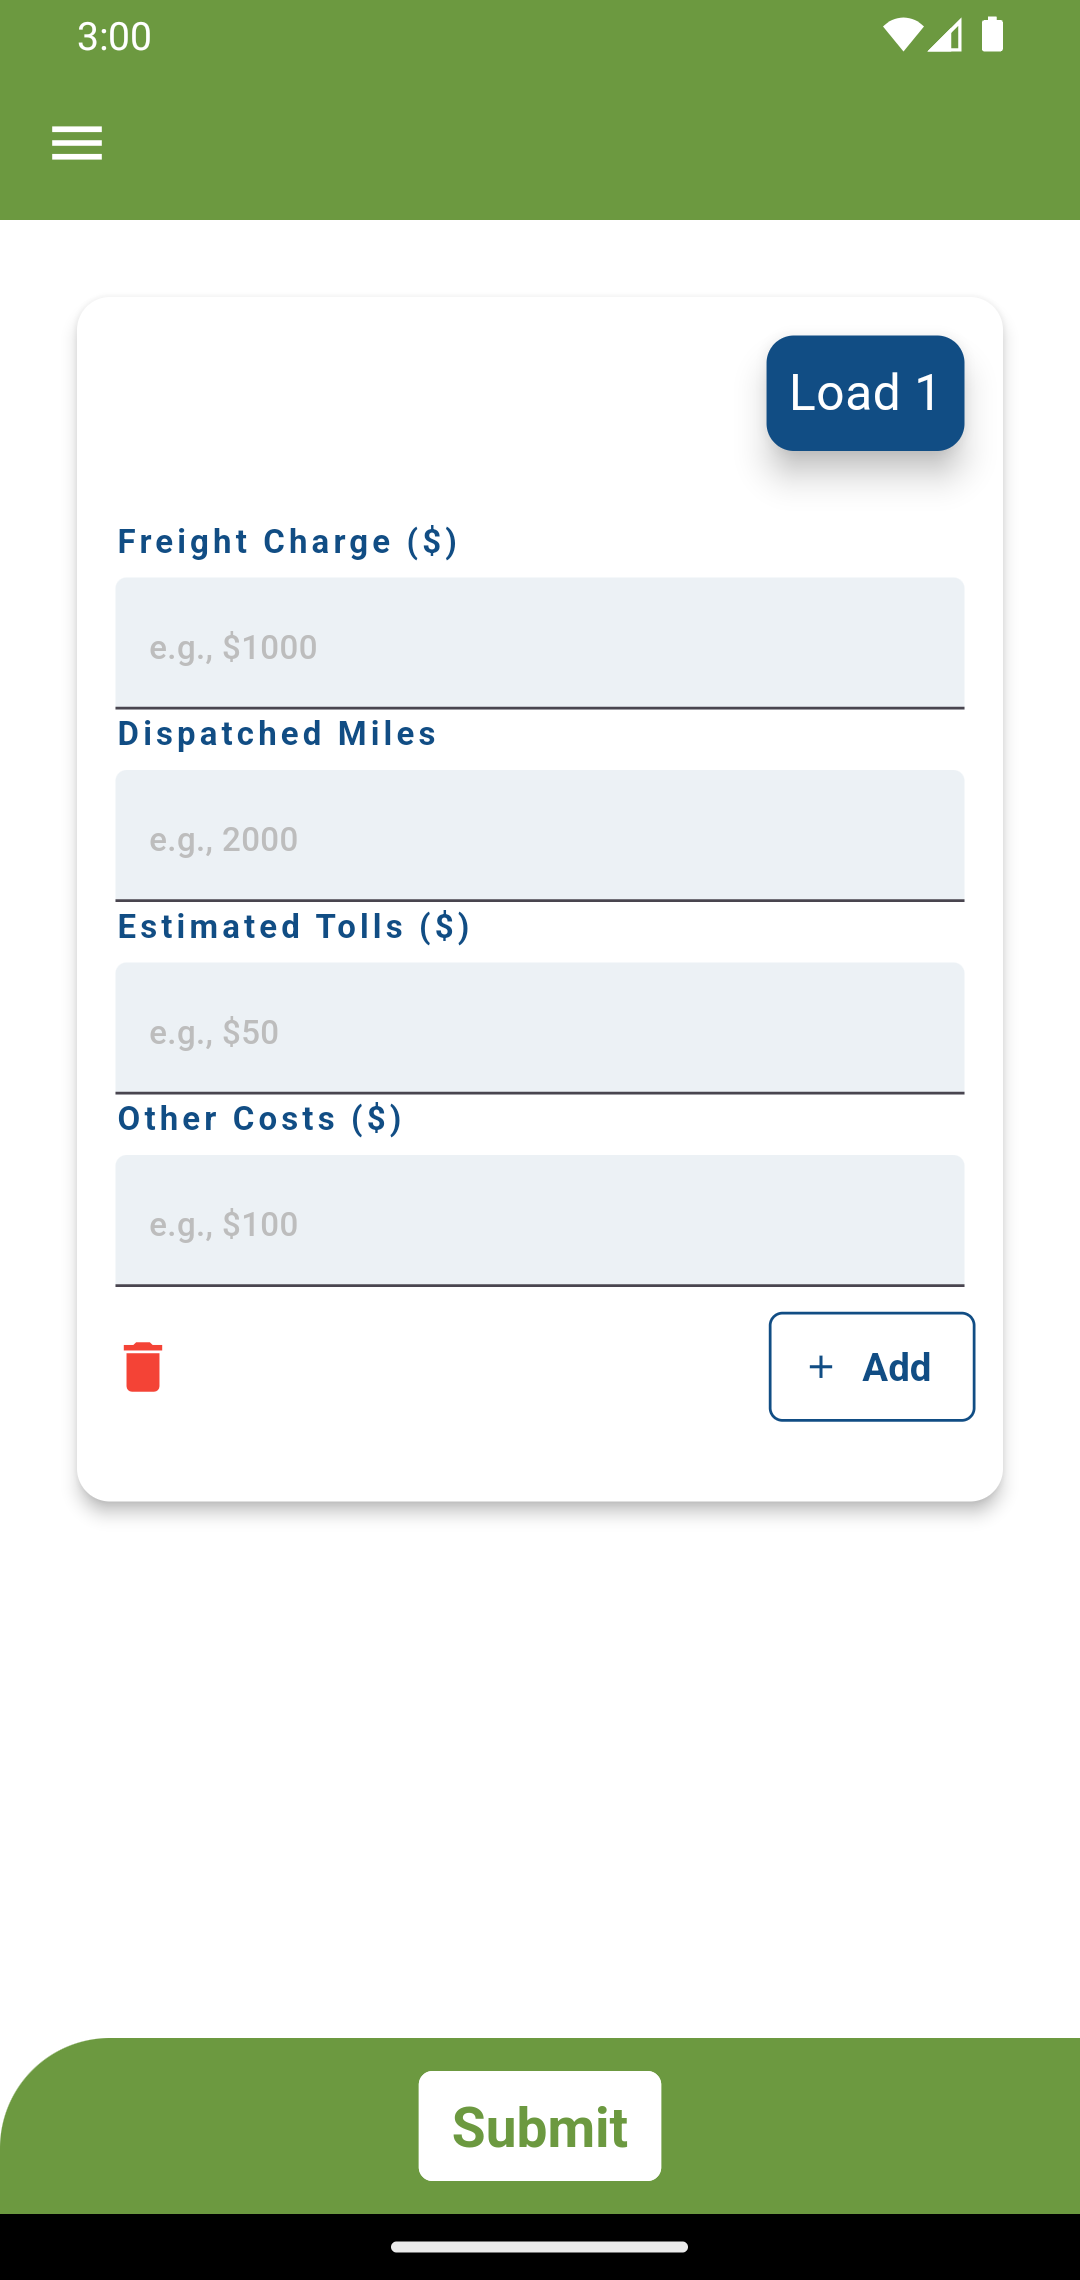 3:00
Load 1
Freight Charge ($)
e.g., $1000
Dispatched Miles
e.g., 2000
Estimated Tolls ($)
e.g., $50
Other Costs ($)
e.g., $100
+ Add
Submit